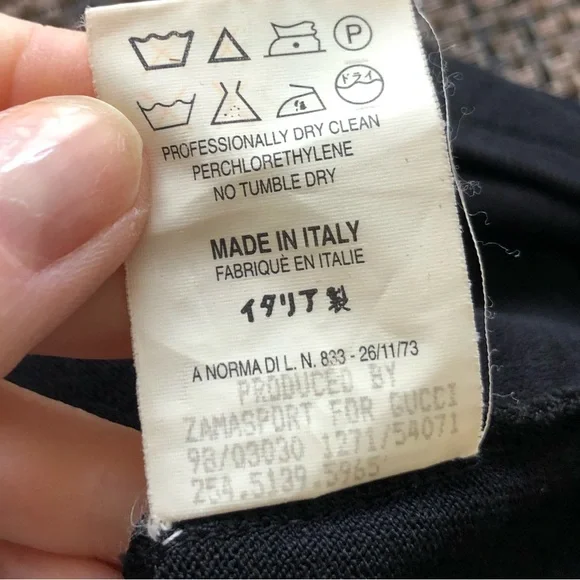 P
ドライ
PROFESSIONALLY DRY CLEAN
PERCHLORETHYLENE
NO TUMBLE DRY
MADE IN ITALY
FABRIQUÈ EN ITALIE
イタリア製
A NORMA DI L. N. 883 - 26/11/73
PRODUCED BY
ZAMASPORT FOR GUCCI
98/03030 1271/54071
254.5139.5965